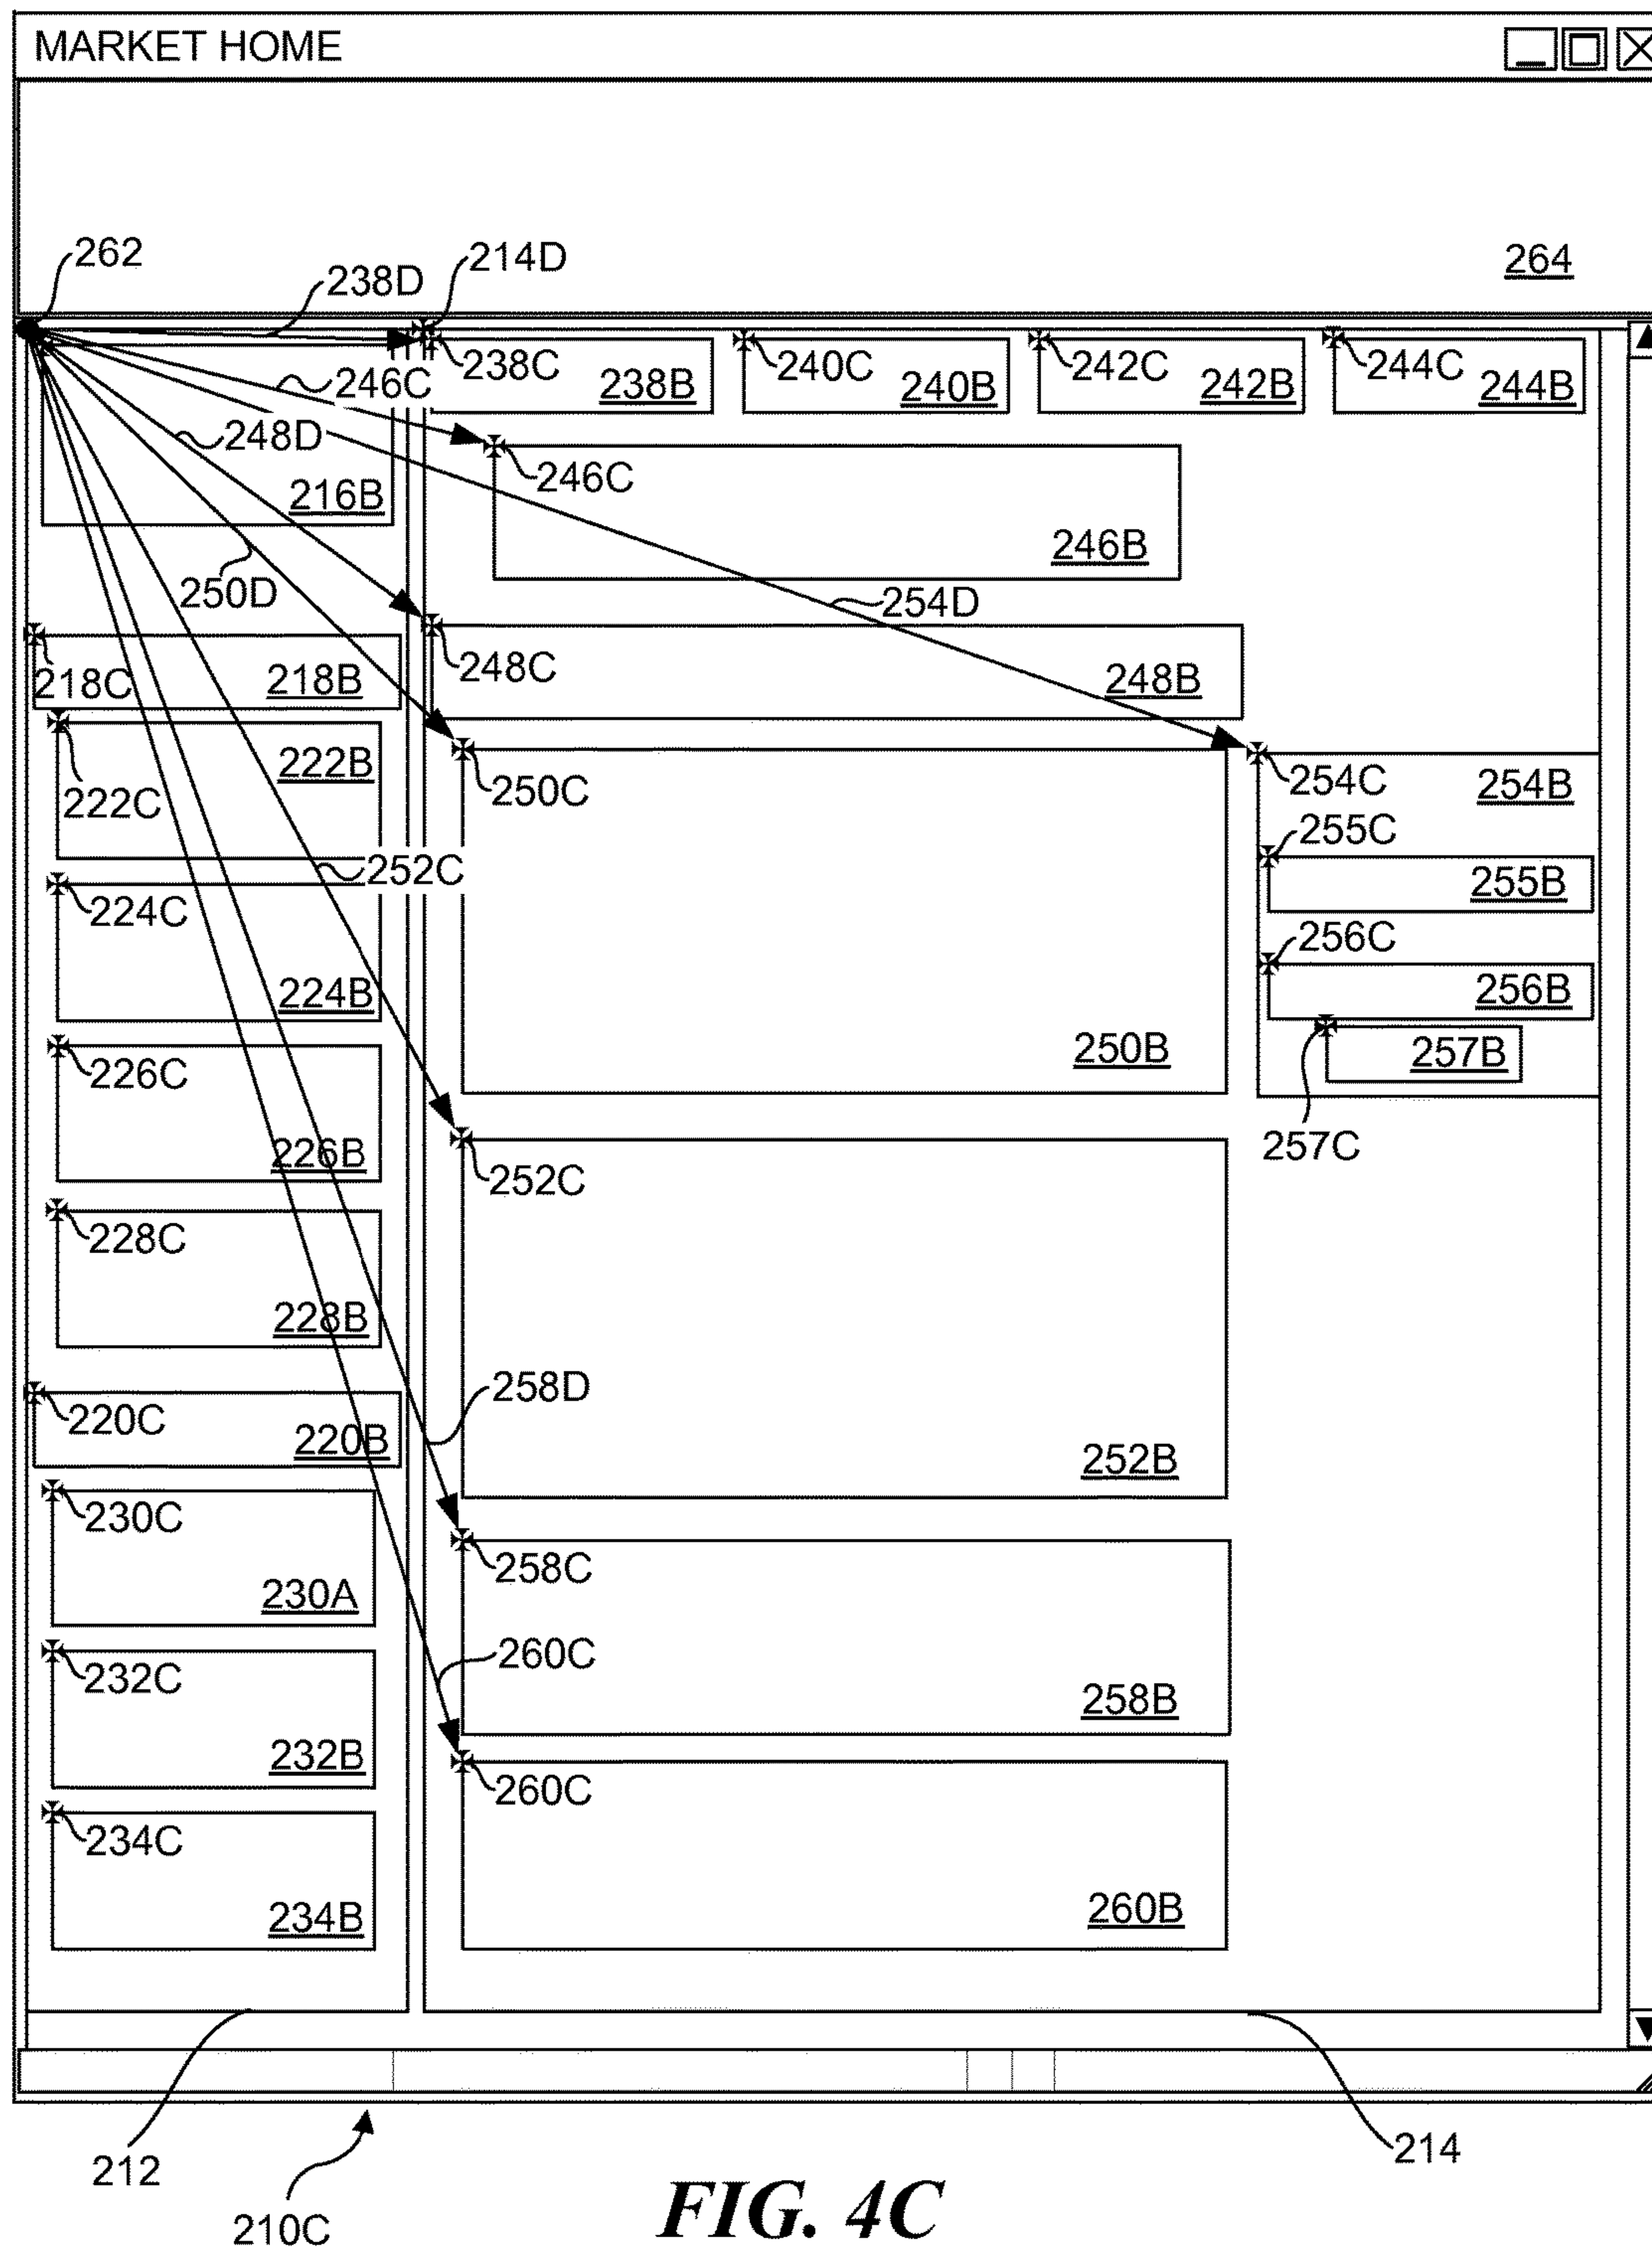 MARKET HOME
264
262
238D
214D
238C
238B
240C
240B
242C
242B
244C
244B
246C
248D
216B
246C
246B
250D
254D
218C
218B
248C
248B
222B
222C
250C
254C
254B
255C
255B
252C
224C
224B
256C
256B
250B
257B
257C
226C
226B
252C
228C
228B
258D
220C
220B
252B
230C
230A
258C
260C
258B
232C
232B
260C
234C
234B
260B
212
214
210C
FIG. 4C